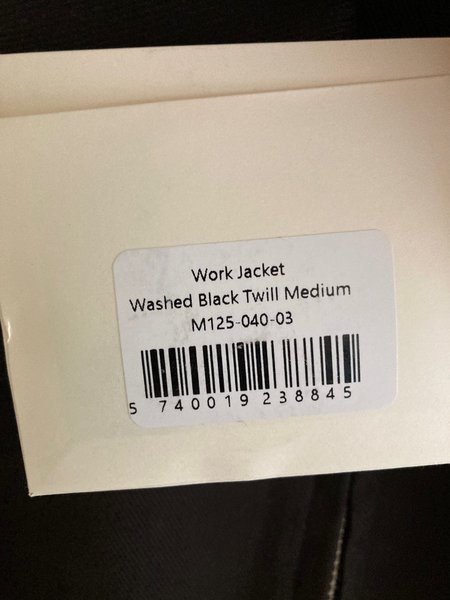 Work Jacket
Washed Black Twill Medium
M125-040-03
5 740019 238845